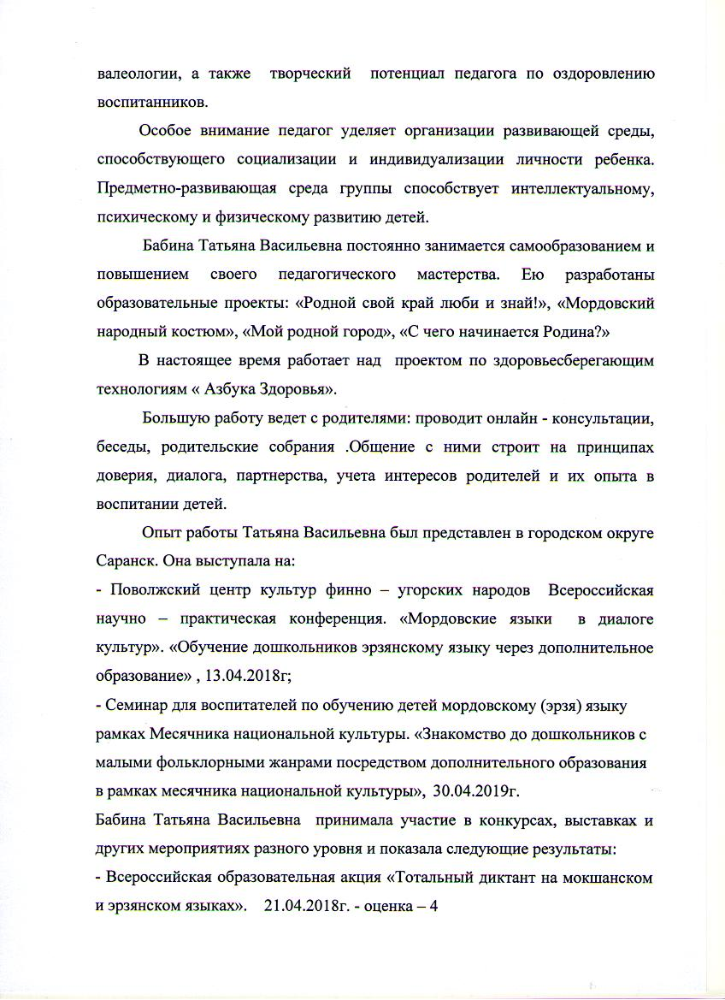 валеологии, а также творческий потенциал педагога по оздоровлению
воспитанников.
Особое внимание педагог уделяет организации развивающей среды,
способствующего социализации и индивидуализации личности ребенка.
Предметно-развивающая среда группы способствует интеллектуальному,
психическому и физическому развитию детей.
Бабина Татьяна Васильевна постоянно занимается самообразованием и
повышением своего педагогического мастерства. Ею разработаны
образовательные проекты: «Родной свой край люби и знай!», «Мордовский
народный костюм», «Мой родной город», «С чего начинается Родина?»
В настоящее время работает над проектом по здоровьесберегающим
технологиям « Азбука Здоровья».
Большую работу ведет с родителями: проводит онлайн - консультации,
беседы, родительские собрания .Общение с ними строит на принципах
доверия, диалога, партнерства, учета интересов родителей и их опыта в
воспитании детей.
Опыт работы Татьяна Васильевна был представлен в городском округе
Саранск. Она выступала на:
- Поволжский центр культур финно – угорских народов Всероссийская
научно – практическая конференция. «Мордовские языки в диалоге
культур». «Обучение дошкольников эрзянскому языку через дополнительное
образование» , 13.04.2018г;
- Семинар для воспитателей по обучению детей мордовскому (эрзя) языку
рамках Месячника национальной культуры. «Знакомство до дошкольников с
малыми фольклорными жанрами посредством дополнительного образования
в рамках месячника национальной культуры», 30.04.2019г.
Бабина Татьяна Васильевна принимала участие в конкурсах, выставках и
других мероприятиях разного уровня и показала следующие результаты:
- Всероссийская образовательная акция «Тотальный диктант на мокшанском
и эрзянском языках». 21.04.2018г. - оценка – 4